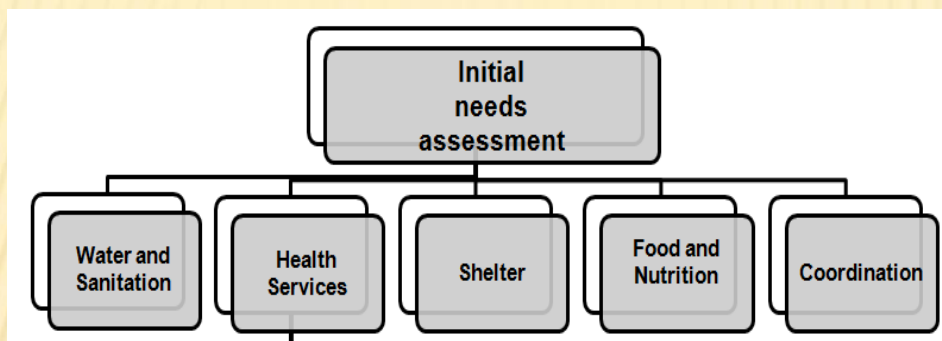 Initial
needs
assessment
Water and
Sanitation
Health
Services
Shelter
Food and
Nutrition
Coordination